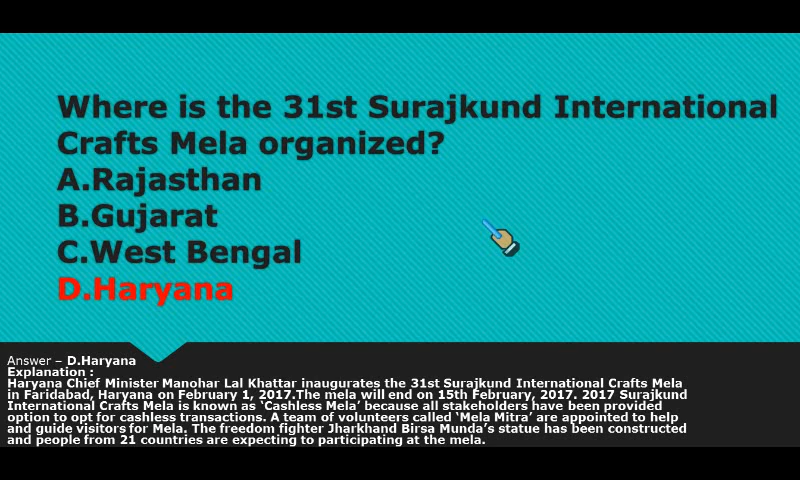 Where is the 31st Surajkund International
Crafts Mela organized?
A.Rajasthan
B.Gujarat
C.West Bengal
D.Haryana
Answer – D.Haryana
Explanation :
Haryana Chief Minister Manohar Lal Khattar inaugurates the 31st Surajkund International Crafts Mela
in Faridabad, Haryana on February 1, 2017.The mela will end on 15th February, 2017. 2017 Surajkund
International Crafts Mela is known as ‘Cashless Mela’ because all stakeholders have been provided
option to opt for cashless transactions. A team of volunteers called ‘Mela Mitra’ are appointed to help
and guide visitors for Mela. The freedom fighter Jharkhand Birsa Munda’s statue has been constructed
and people from 21 countries are expecting to participating at the mela.